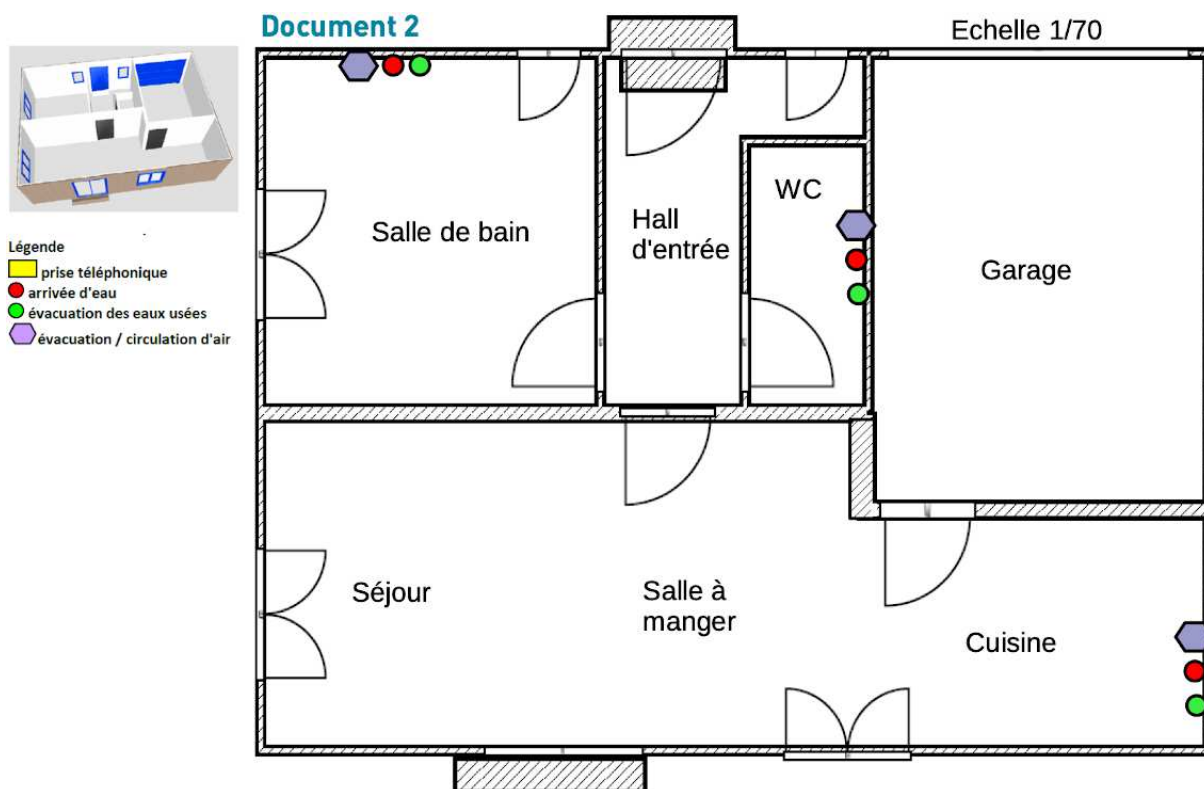 Document 2
Echelle 1/70
Légende
prise téléphonique
arrivée d'eau
évacuation des eaux usées
évacuation / circulation d'air
Salle de bain
Hall
d'entrée
WC
Garage
Séjour
Salle à
manger
Cuisine